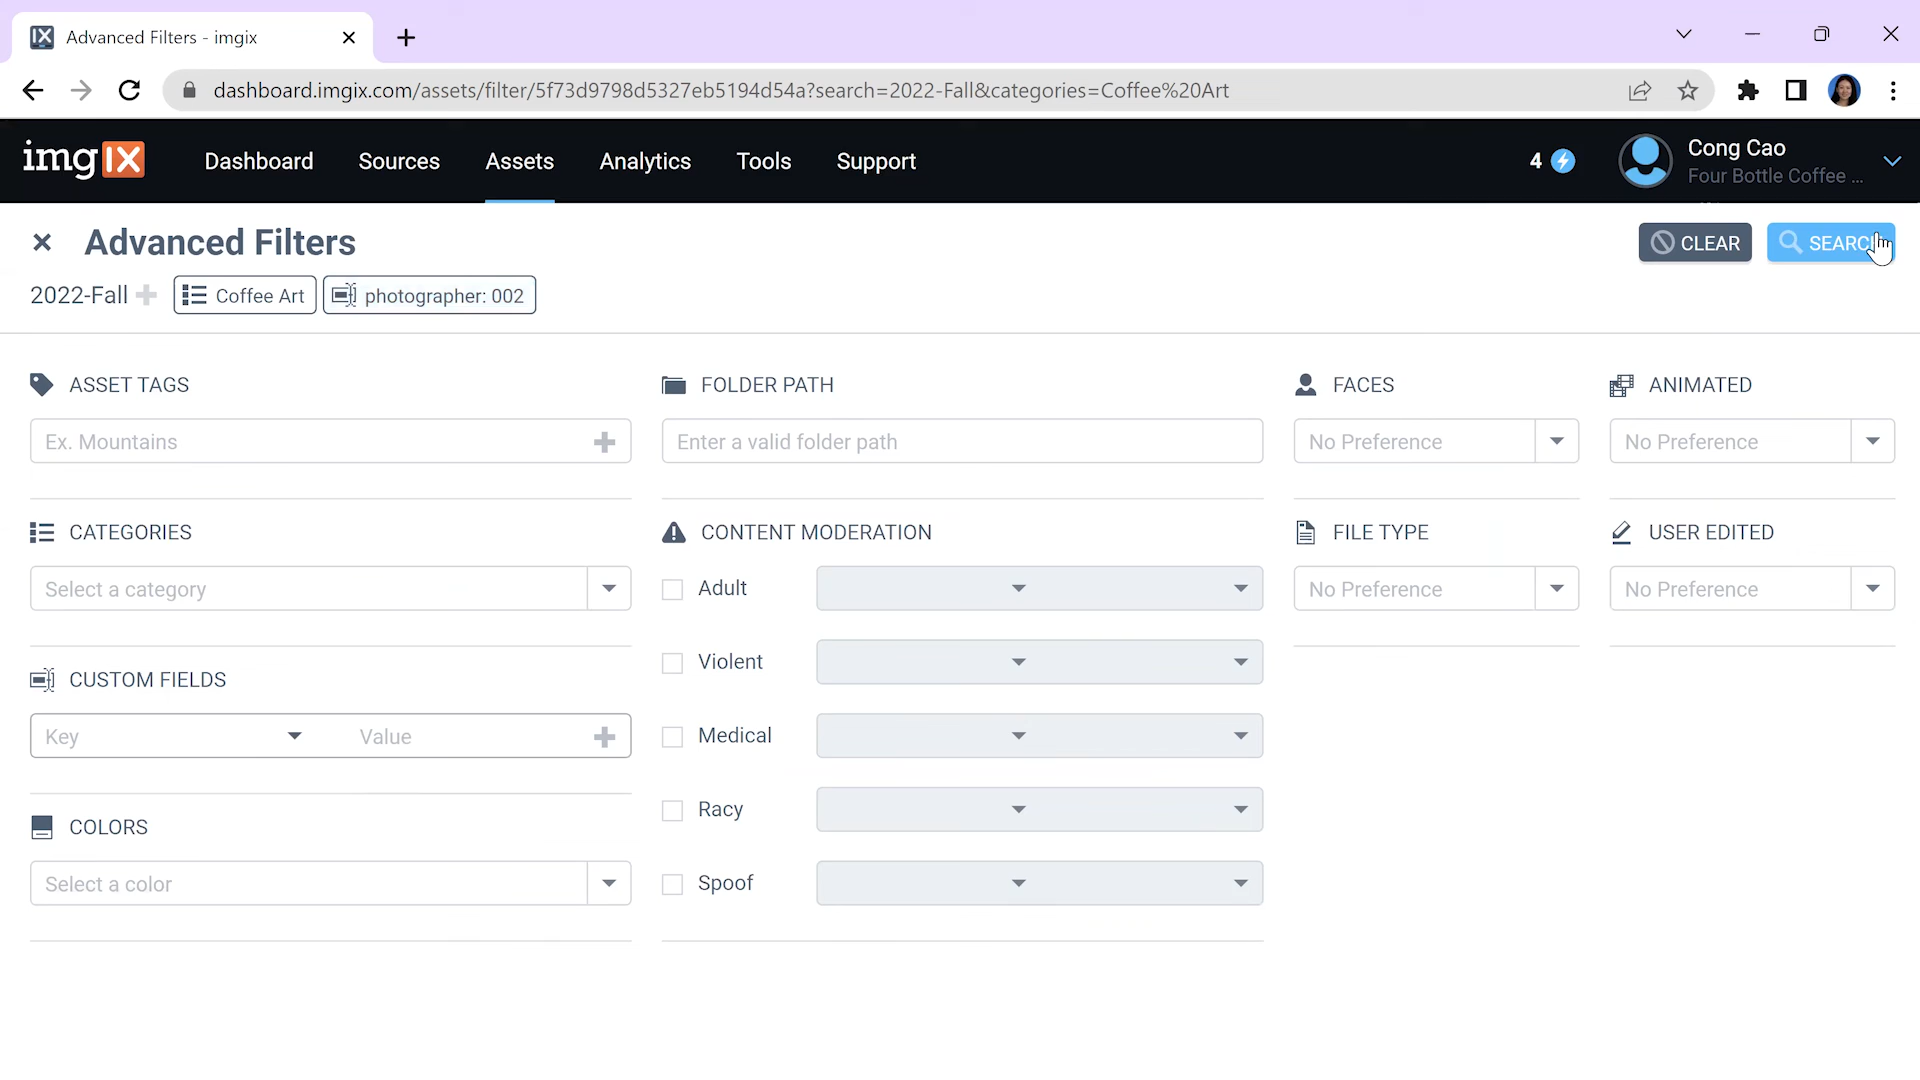 Advanced Filters - imgix
dashboard.imgix.com/assets/filter/5f73d9798d5327eb5194d54a?search=2022-Fall&categories=Coffee%20Art
imgix Dashboard Sources Assets Analytics Tools Support 4 Cong Cao
Four Bottle Coffee ...
Advanced Filters CLEAR SEARCH
2022-Fall Coffee Art photographer: 002
ASSET TAGS FOLDER PATH FACES ANIMATED
Ex. Mountains Enter a valid folder path No Preference No Preference
CATEGORIES CONTENT MODERATION FILE TYPE USER EDITED
Select a category Adult No Preference No Preference
Violent
CUSTOM FIELDS
Key Value Medical
Racy
COLORS
Select a color Spoof